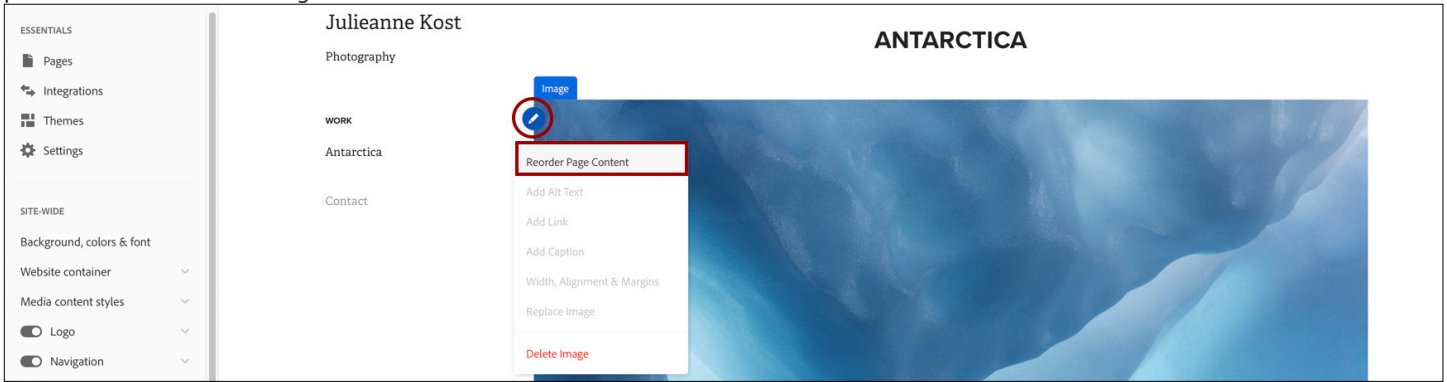 ESSENTIALS
Pages
Integrations
Themes
Settings
SITE-WIDE
Background, colors & font
Website container
Media content styles
Logo
Navigation
Julieanne Kost
Photography
WORK
Antarctica
Contact
ANTARCTICA
Image
Reorder Page Content
Add Alt Text
Add Link
Add Caption
Width, Alignment & Margins
Replace Image
Delete Image